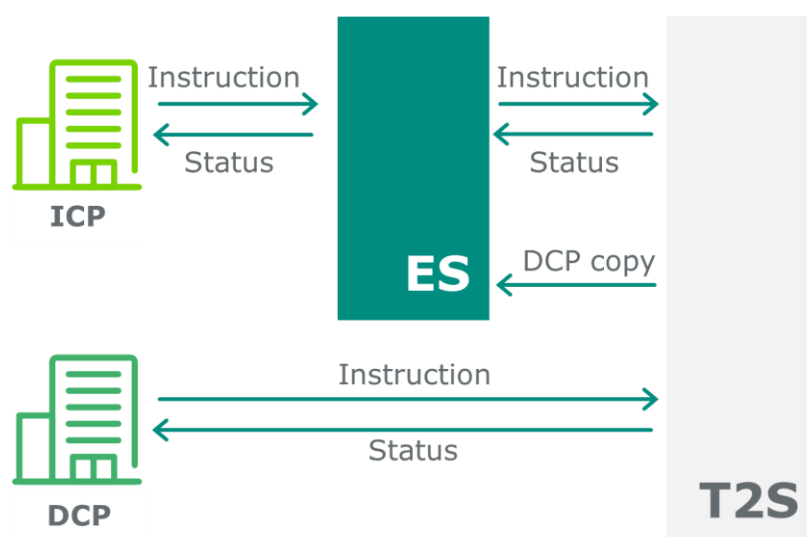 Instruction
Instruction
Status
Status
ICP
ES
DCP copy
Instruction
Status
DCP
T2S